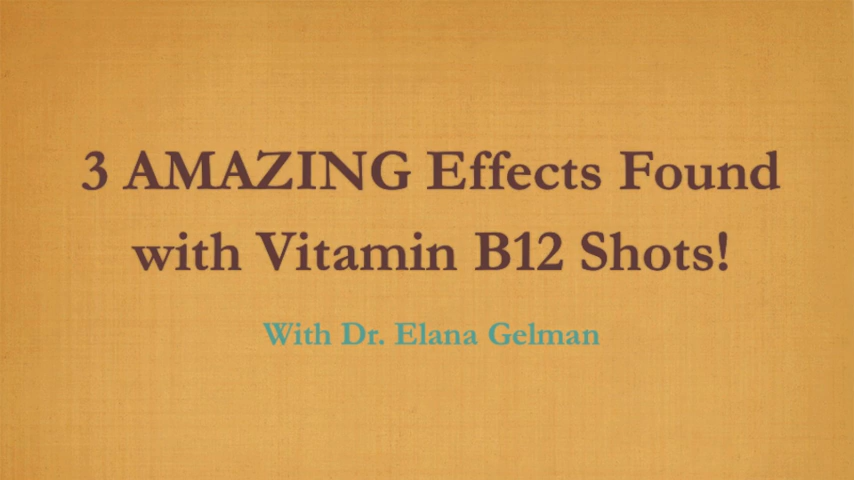 3 AMAZING Effects Found
with Vitamin B12 Shots!
With Dr. Elana Gelman